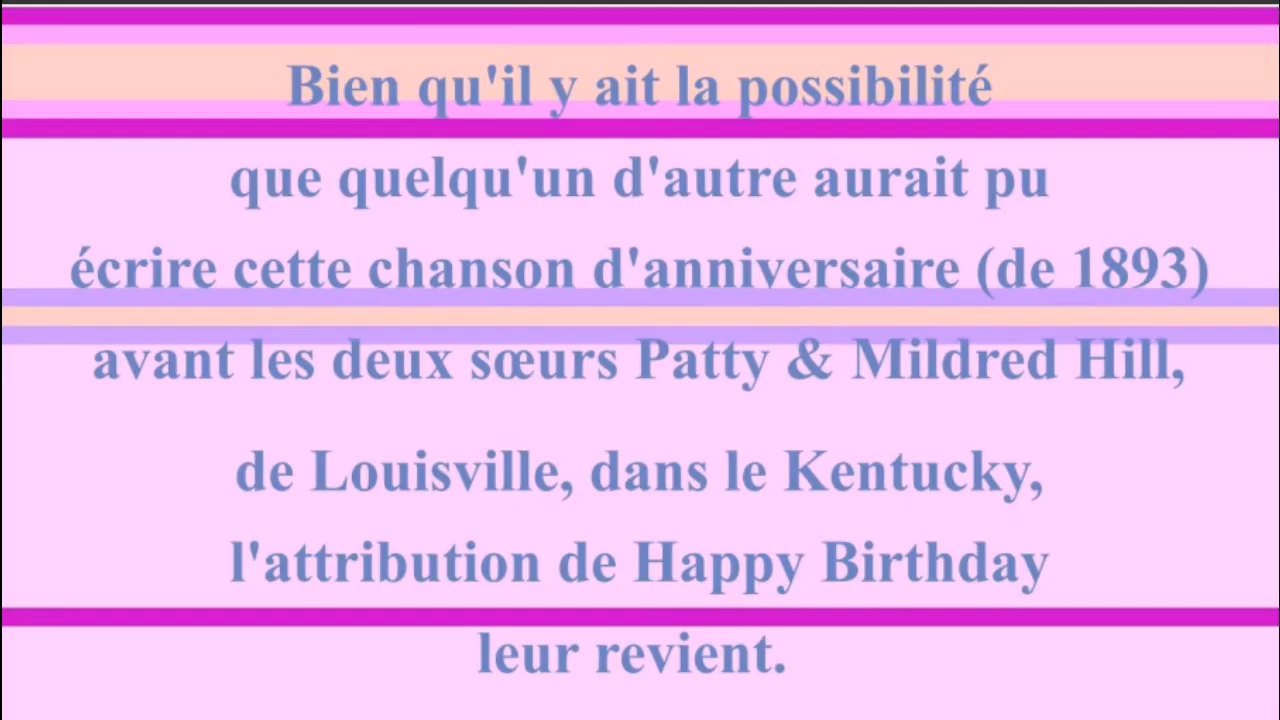 Bien qu'il y ait la possibilité
que quelqu'un d'autre aurait pu
écrire cette chanson d'anniversaire (de 1893)
avant les deux sœurs Patty & Mildred Hill,
de Louisville, dans le Kentucky,
l'attribution de Happy Birthday
leur revient.